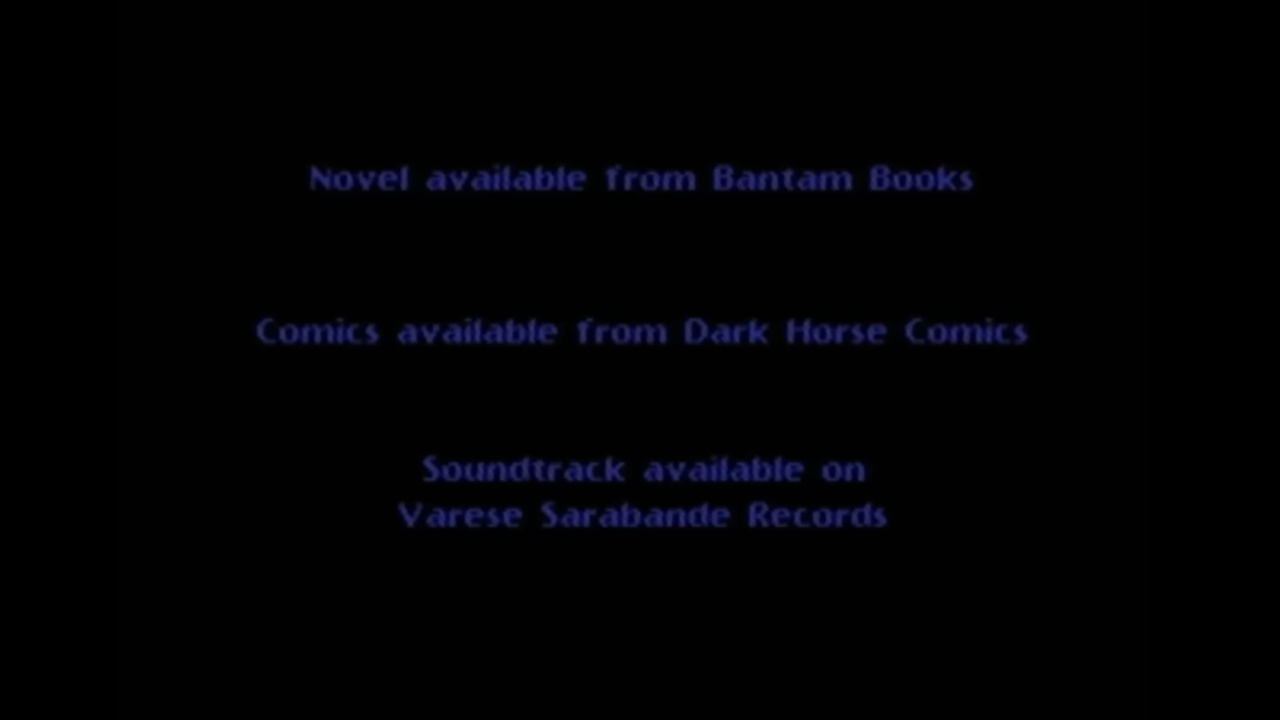 Novel available from Bantam Books
Comics available from Dark Horse Comics
Soundtrack available on
Varese Sarabande Records